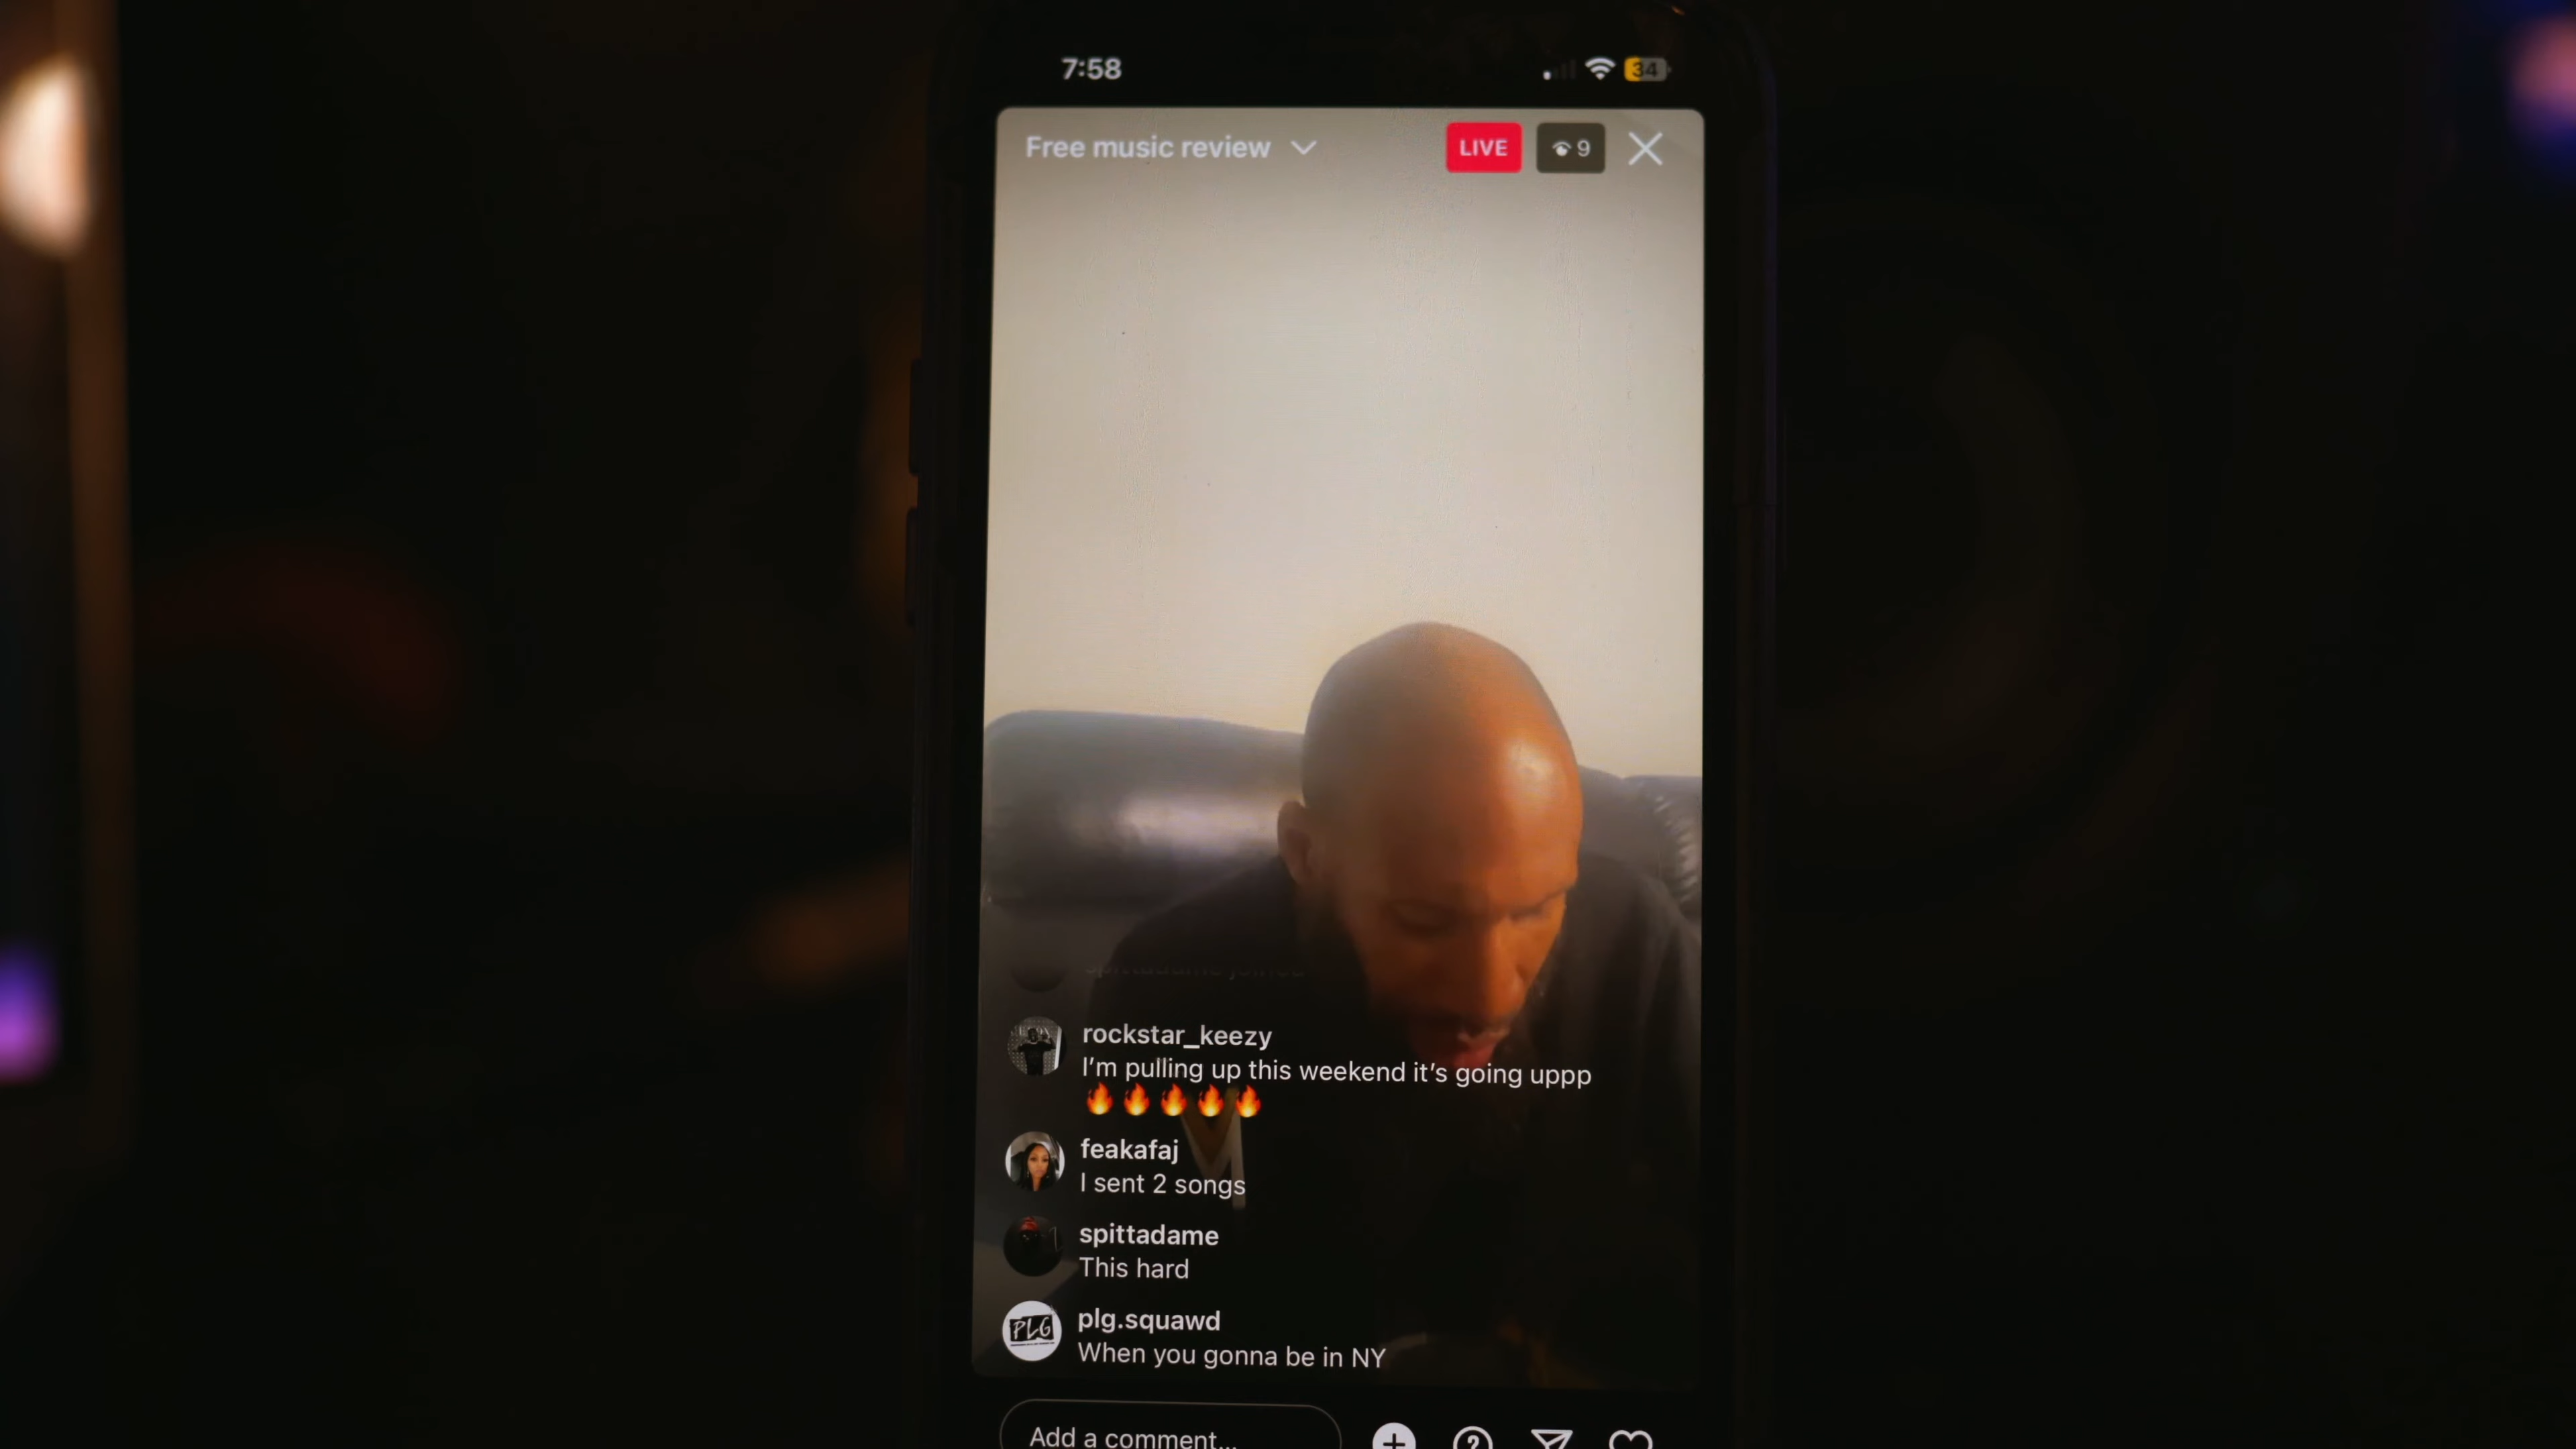 7:58
34
Free music review
LIVE
9
rockstar_keezy
I'm pulling up this weekend it's going uppp
🔥🔥🔥🔥🔥
feakafaj
I sent 2 songs
spittadame
This hard
PLG
plg.squawd
When you gonna be in NY
Add a comment...